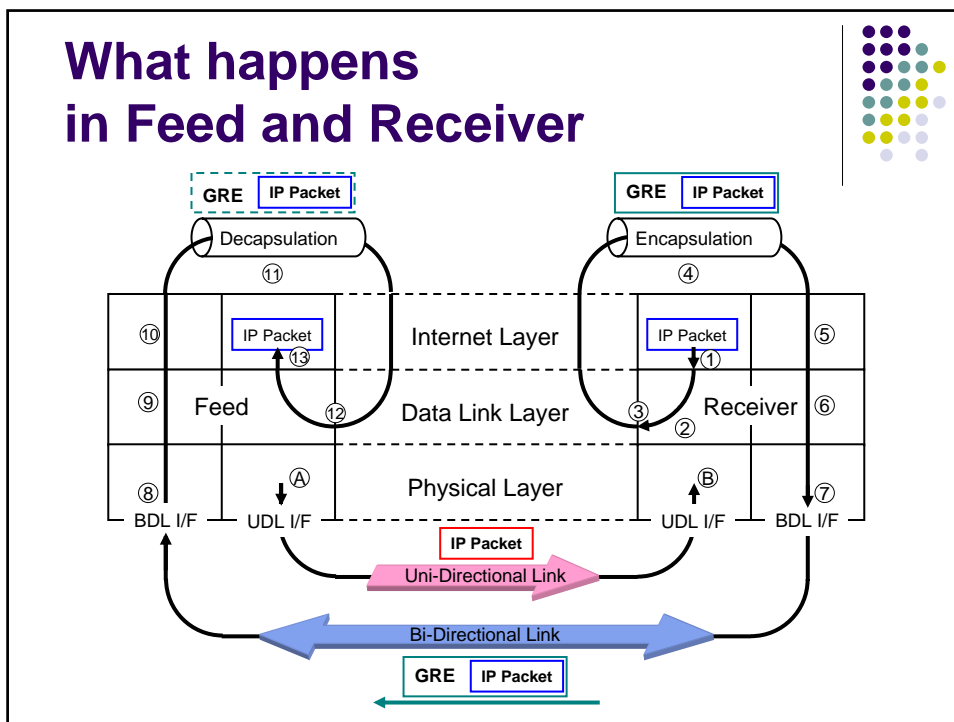 What happens
in Feed and Receiver
GRE IP Packet
GRE IP Packet
Decapsulation
Encapsulation
⑪
④
⑩
IP Packet
⑬
Internet Layer
IP Packet
①
⑤
⑨
Feed
⑫
Data Link Layer
③
②
Receiver
⑥
⑧
Ⓐ
Physical Layer
Ⓑ
⑦
BDL I/F
UDL I/F
UDL I/F
BDL I/F
IP Packet
Uni-Directional Link
Bi-Directional Link
GRE IP Packet